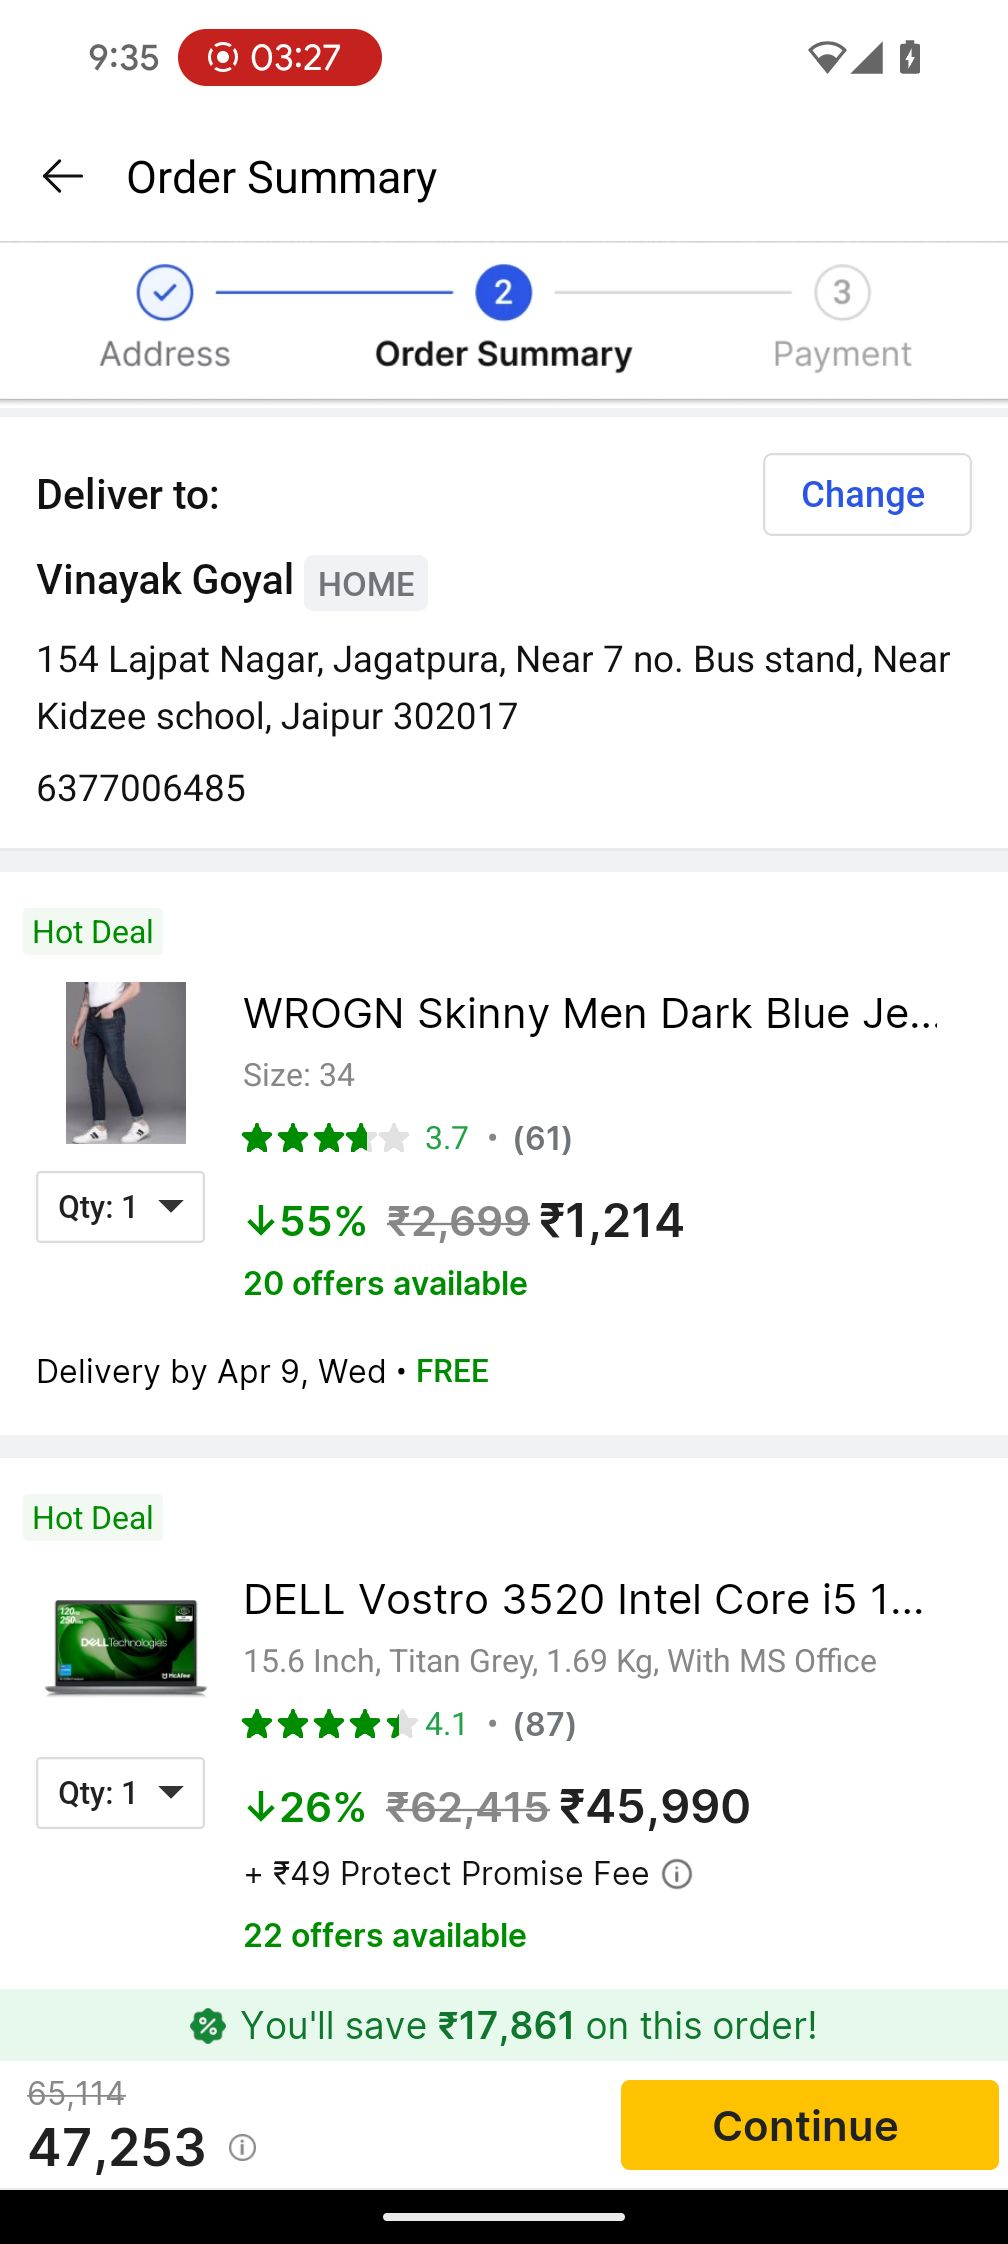 9:35 03:27
Order Summary
2 3
Address Order Summary Payment
Deliver to: Change
Vinayak Goyal HOME
154 Lajpat Nagar, Jagatpura, Near 7 no. Bus stand, Near
Kidzee school, Jaipur 302017
6377006485
Hot Deal
WROGN Skinny Men Dark Blue Je...
Size: 34
3.7 • (61)
Qty: 1
↓55% ₹2,699 ₹1,214
20 offers available
Delivery by Apr 9, Wed • FREE
Hot Deal
DELL Vostro 3520 Intel Core i5 1...
15.6 Inch, Titan Grey, 1.69 Kg, With MS Office
DELLTechnologies
McAfee
4.1 • (87)
Qty: 1
↓26% ₹62,415 ₹45,990
+ ₹49 Protect Promise Fee
22 offers available
You'll save ₹17,861 on this order!
65,114
47,253
Continue